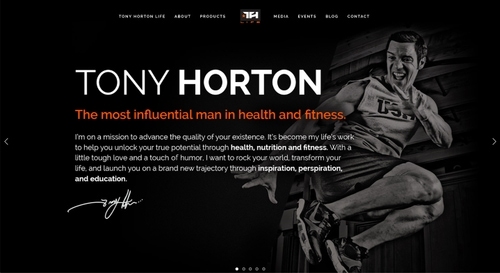 TONY HORTON LIFE ABOUT PRODUCTS TH LIFE MEDIA EVENTS BLOG CONTACT
TONY HORTON
The most influential man in health and fitness.
I'm on a mission to advance the quality of your existence. It's become my life's work
to help you unlock your true potential through health, nutrition and fitness. With a
little tough love and a touch of humor, I want to rock your world, transform your
life, and launch you on a brand new trajectory through inspiration, perspiration,
and education.
USA